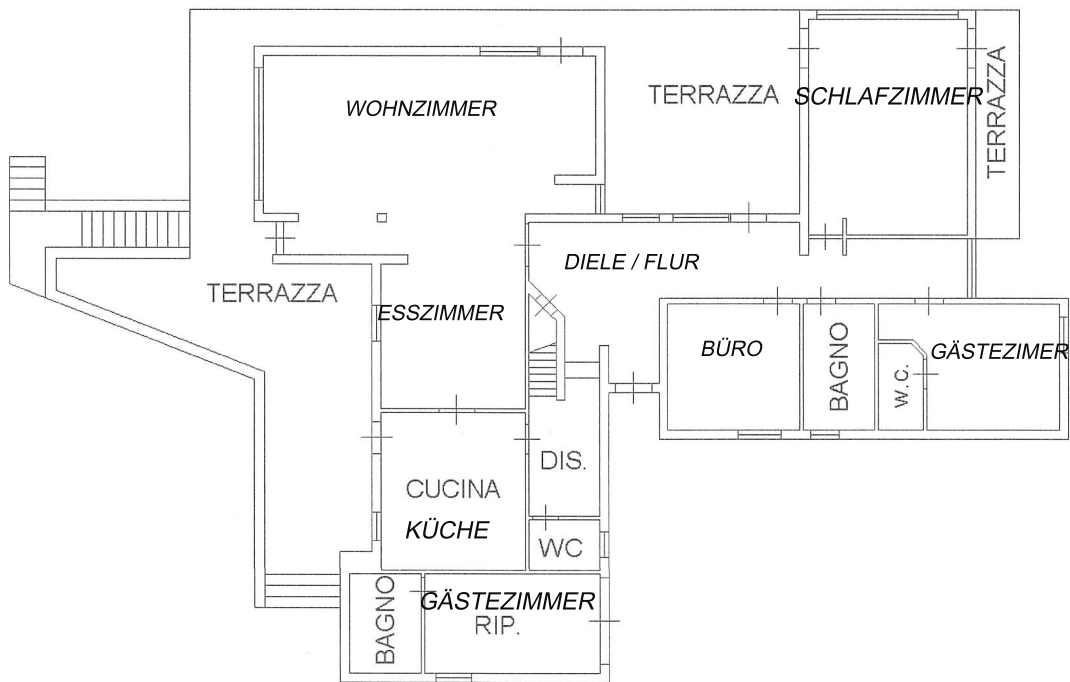 WOHNZIMMER
TERRAZZA
SCHLAFZIMMER
TERRAZZA
TERRAZZA
DIELE / FLUR
ESSZIMMER
BÜRO
BAGNO
W.C.
GÄSTEZIMER
DIS.
CUCINA
KÜCHE
WC
BAGNO
GÄSTEZIMMER
RIP.